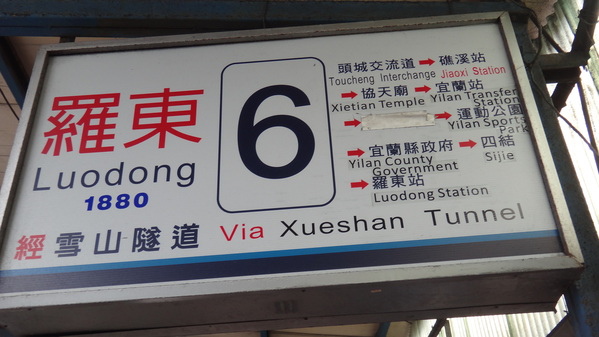 羅東
Luodong
1880
6
頭城交流道 → 礁溪站
Toucheng Interchange Jiaoxi Station
→ 協天廟 → 宜蘭站
Xietian Temple Yilan Transfer Station
→ → 運動公園
Yilan Sports Park
→ 宜蘭縣政府 → 四結
Yilan County Government Sijie
→ 羅東站
Luodong Station
經雪山隧道 Via Xueshan Tunnel